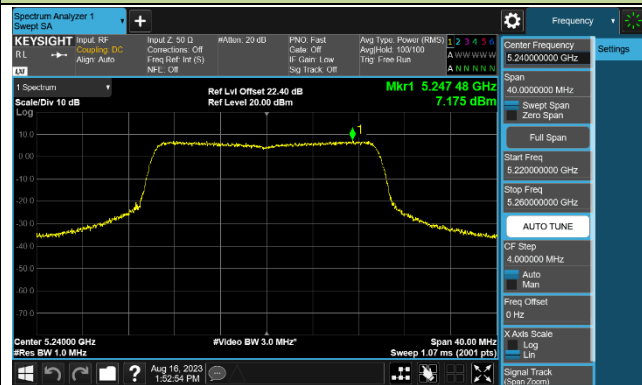 Spectrum Analyzer 1
Swept SA
Frequency
KEYSIGHT
RL
LXI
Input: RF
Coupling: DC
Align: Auto
Input Z: 50 Ω
Corrections: Off
Freq Ref: Int (S)
NFE: Off
#Atten: 20 dB
PNO: Fast
Gate: Off
IF Gain: Low
Sig Track: Off
Avg Type: Power (RMS)
Avg|Hold: 100/100
Trig: Free Run
1 2 3 4 5 6
A W W W W W
A N N N N N
1 Spectrum
Scale/Div 10 dB
Log
Ref Lvl Offset 22.40 dB
Ref Level 20.00 dBm
Mkr1 5.247 48 GHz
7.175 dBm
1
10.0
0.00
-10.0
-20.0
-30.0
-40.0
-50.0
-60.0
-70.0
Center 5.24000 GHz
#Res BW 1.0 MHz
#Video BW 3.0 MHz*
Span 40.00 MHz
Sweep 1.07 ms (2001 pts)
Center Frequency
5.240000000 GHz
Settings
Span
40.0000000 MHz
Swept Span
Zero Span
Full Span
Start Freq
5.220000000 GHz
Stop Freq
5.260000000 GHz
AUTO TUNE
CF Step
4.000000 MHz
Auto
Man
Freq Offset
0 Hz
X Axis Scale
Log
Lin
Signal Track
(Span Zoom)
Aug 16, 2023
1:52:54 PM